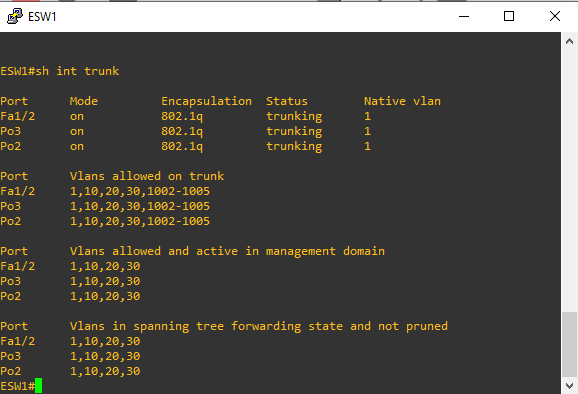 ESW1
ESW1#sh int trunk
Port Mode Encapsulation Status Native vlan
Fa1/2 on 802.1q trunking 1
Po3 on 802.1q trunking 1
Po2 on 802.1q trunking 1
Port Vlans allowed on trunk
Fa1/2 1,10,20,30,1002-1005
Po3 1,10,20,30,1002-1005
Po2 1,10,20,30,1002-1005
Port Vlans allowed and active in management domain
Fa1/2 1,10,20,30
Po3 1,10,20,30
Po2 1,10,20,30
Port Vlans in spanning tree forwarding state and not pruned
Fa1/2 1,10,20,30
Po3 1,10,20,30
Po2 1,10,20,30
ESW1#